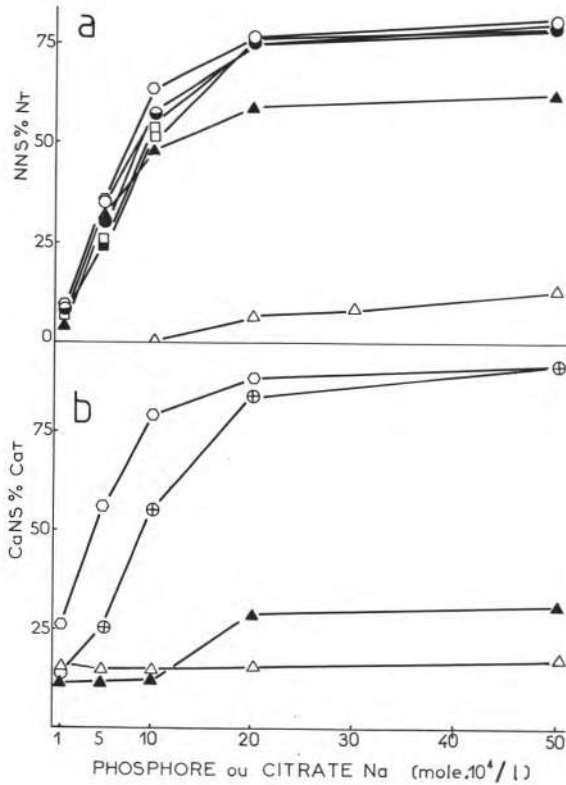 a
75
50
25
0
NNS % NT
b
75
50
25
CaNS % CaT
1 5 10 20 30 40 50
PHOSPHORE ou CITRATE Na (mole.10⁴/l)